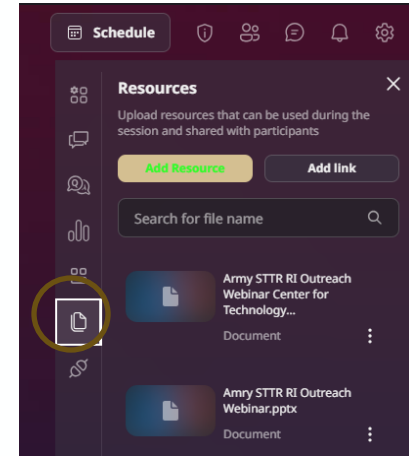 Schedule
Resources
Upload resources that can be used during the
session and shared with participants
Add Resource
Add link
Search for file name
Army STTR RI Outreach
Webinar Center for
Technology...
Document
Amry STTR RI Outreach
Webinar.pptx
Document